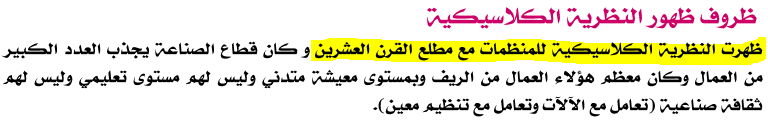 ظروف ظهور النظرية الكلاسيكية
ظهرت النظرية الكلاسيكية للمنظمات مع مطلع القرن العشرين و كان قطاع الصناعة يجذب العدد الكبير
من العمال وكان معظم هؤلاء العمال من الريف وبمستوى معيشة متدني وليس لهم مستوى تعليمي وليس لهم
ثقافة صناعية (تعامل مع الآلآت وتعامل مع تنظيم معين).